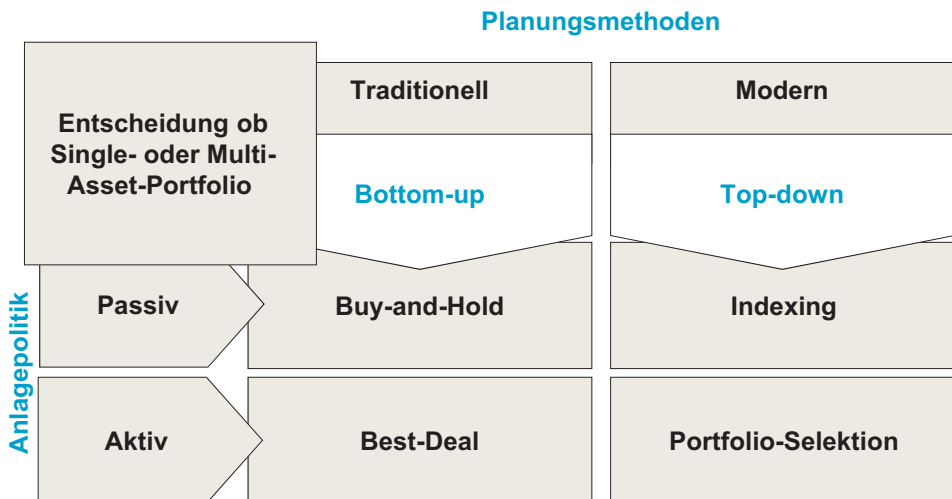 Planungsmethoden
Entscheidung ob
Single- oder Multi-
Asset-Portfolio
Traditionell
Modern
Bottom-up
Top-down
Anlagepolitik
Passiv
Buy-and-Hold
Indexing
Aktiv
Best-Deal
Portfolio-Selektion